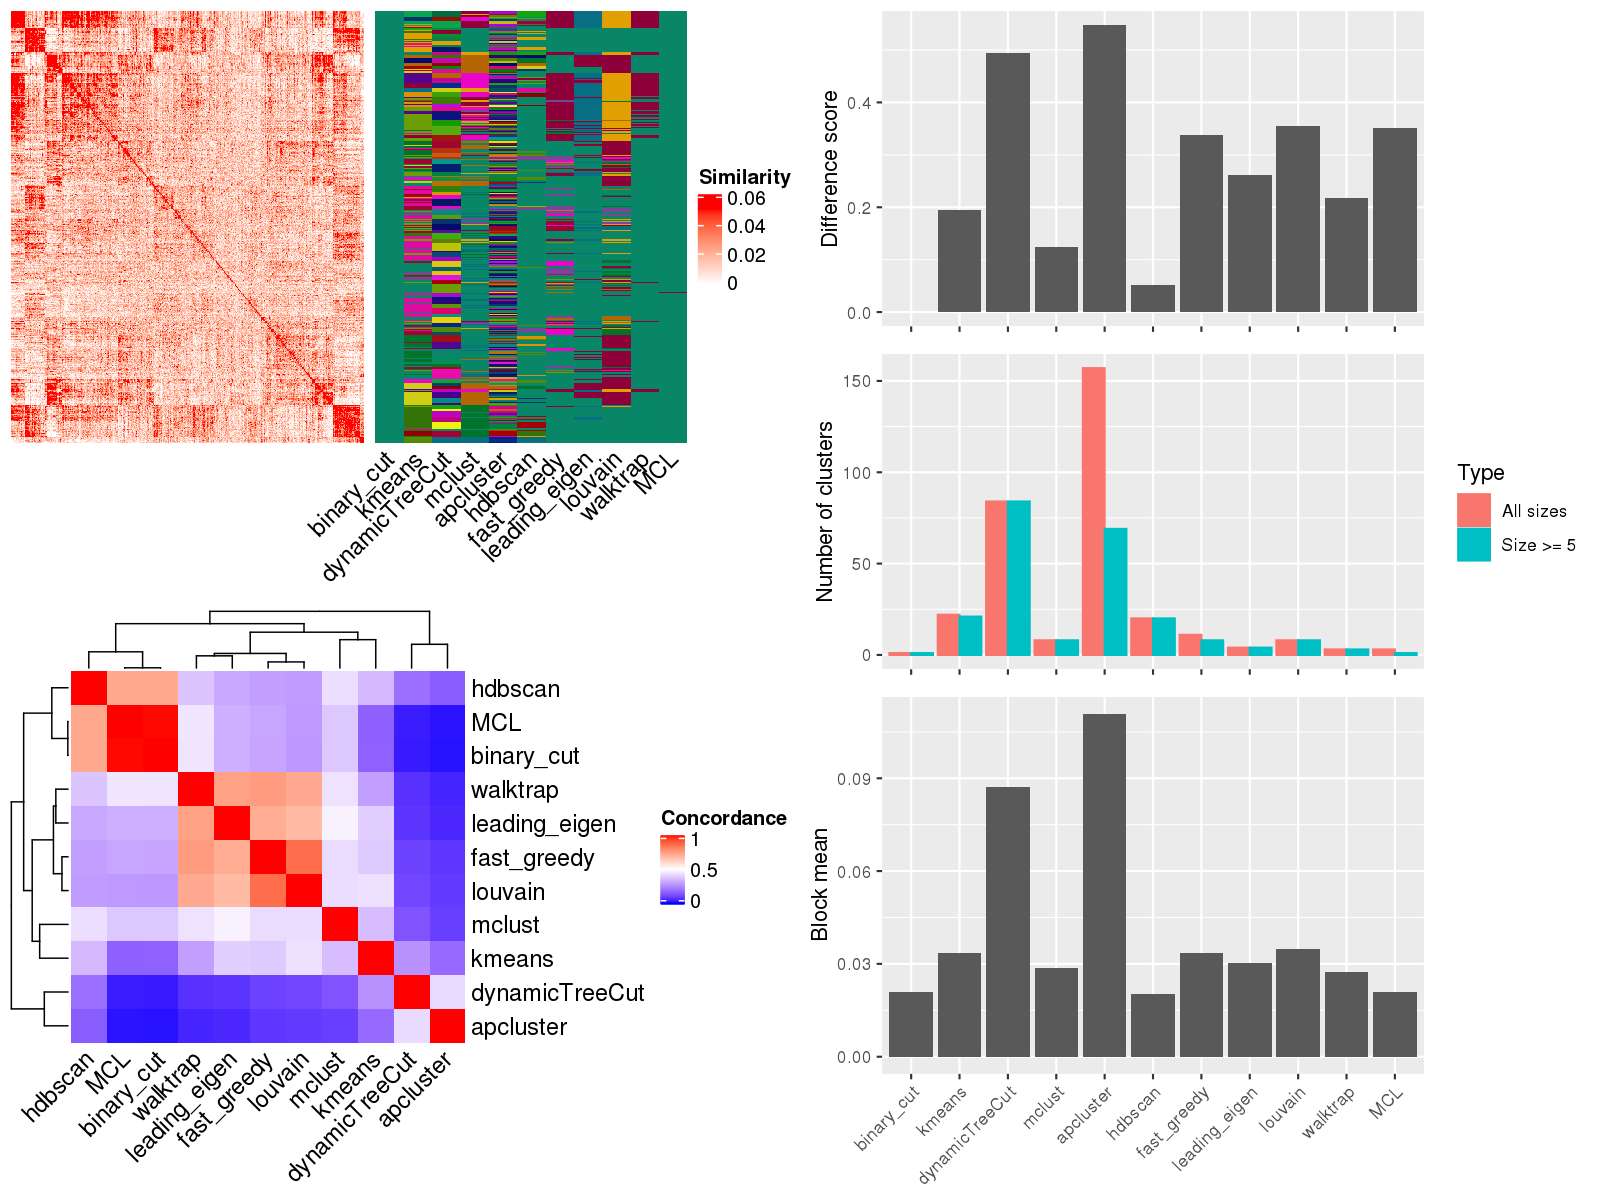 Similarity
0.06
0.04
0.02
0
binary_cut
kmeans
dynamicTreeCut
mclust
apcluster
hdbscan
fast_greedy
leading_eigen
louvain
walktrap
MCL
hdbscan
MCL
binary_cut
walktrap
leading_eigen
fast_greedy
louvain
mclust
kmeans
dynamicTreeCut
apcluster
hdbscan
MCL
binary_cut
walktrap
leading_eigen
fast_greedy
louvain
mclust
kmeans
dynamicTreeCut
apcluster
Concordance
1
0.5
0
Difference score
0.4
0.2
0.0
Number of clusters
150
100
50
0
Type
All sizes
Size >= 5
Block mean
0.09
0.06
0.03
0.00
binary_cut
kmeans
dynamicTreeCut
mclust
apcluster
hdbscan
fast_greedy
leading_eigen
louvain
walktrap
MCL